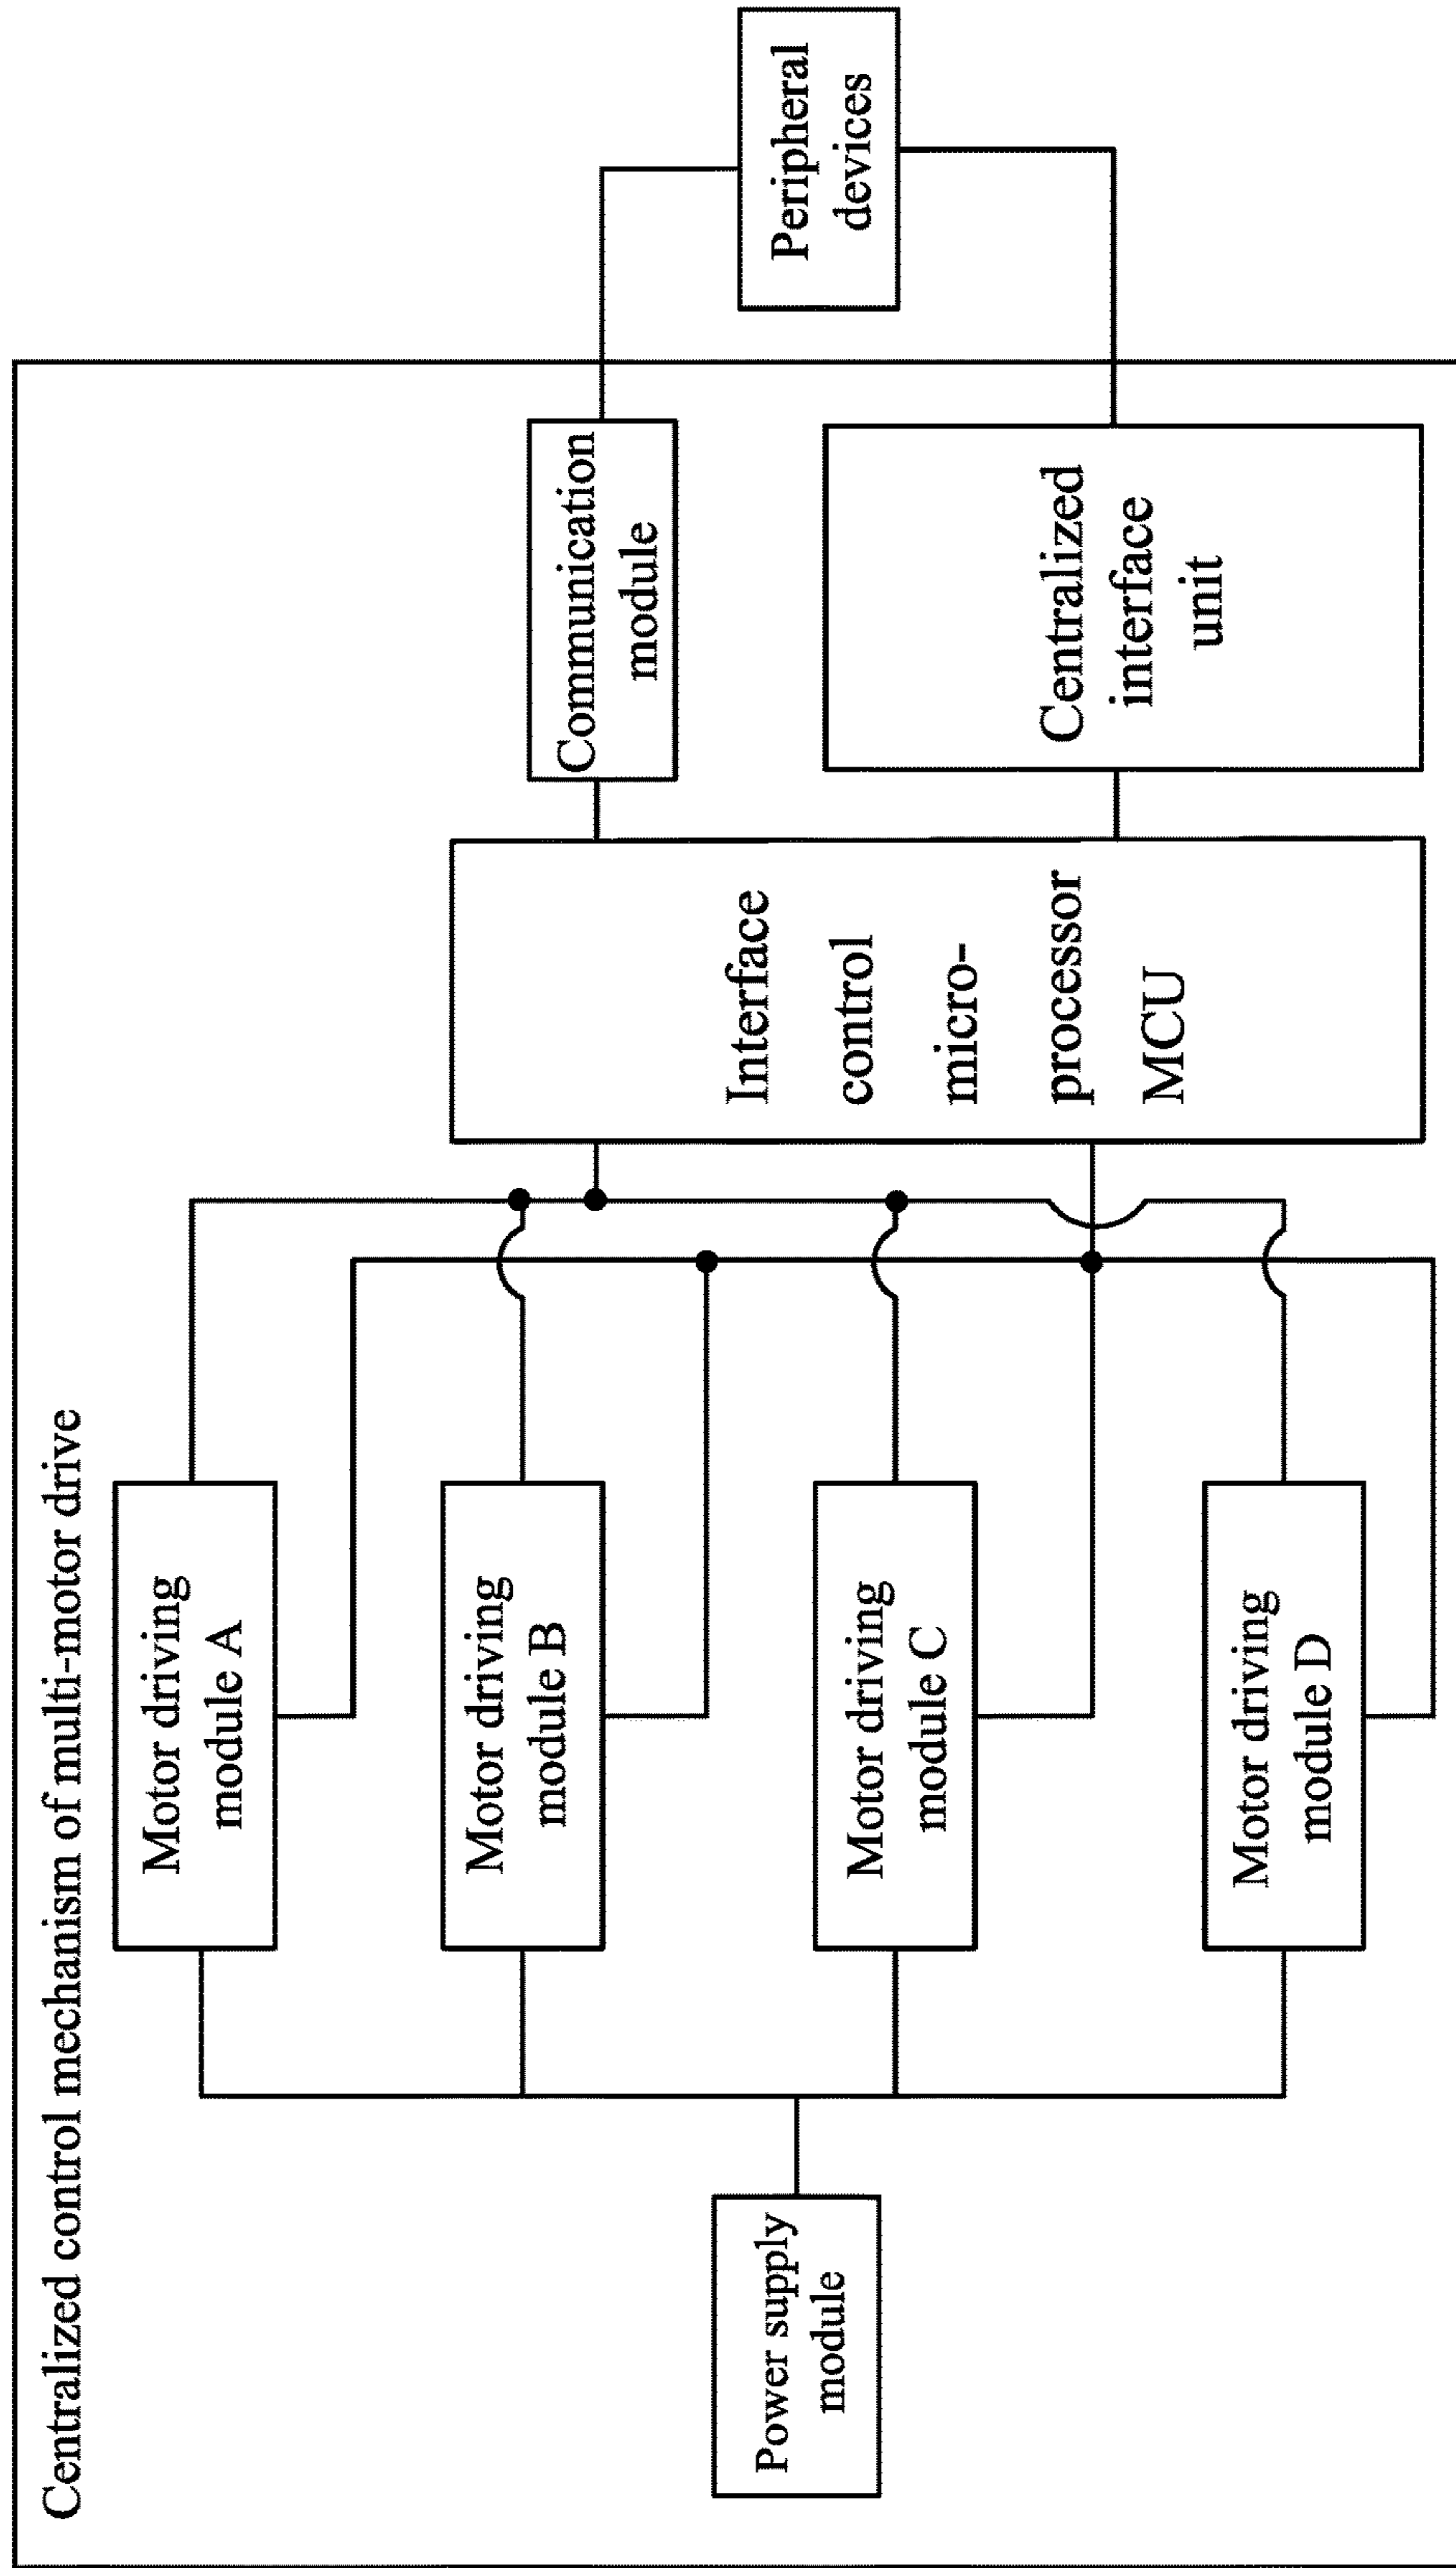 Centralized control mechanism of multi-motor drive
Power supply
module
Motor driving
module A
Motor driving
module B
Motor driving
module C
Motor driving
module D
Interface
control
micro-
processor
MCU
Communication
module
Centralized
interface
unit
Peripheral
devices